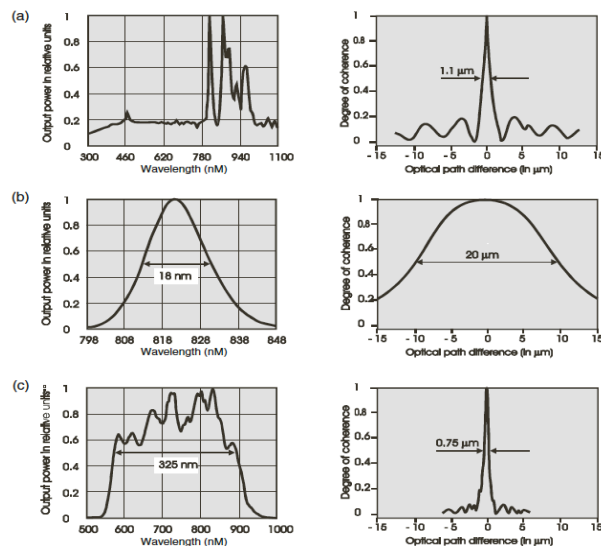 (a)
Output power in relative units
1
0.8
0.6
0.4
0.2
0
300 460 620 780 940 1100
Wavelength (nM)
Degree of coherence
1
0.8
0.6
0.4
0.2
0
1.1 µm
-15 -10 -5 0 5 10 15
Optical path difference (in µm)
(b)
Output power in relative units
1
0.8
0.6
0.4
0.2
0
18 nm
798 808 818 828 838 848
Wavelength (nM)
Degree of coherence
1
0.8
0.6
0.4
0.2
0
20 µm
-15 -10 -5 0 5 10 15
Optical path difference (in µm)
(c)
Output power in relative units
1
0.8
0.6
0.4
0.2
0
325 nm
500 600 700 800 900 1000
Wavelength (nM)
Degree of coherence
1
0.8
0.6
0.4
0.2
0
0.75 µm
-15 -10 -5 0 5 10 15
Optical path difference (in µm)